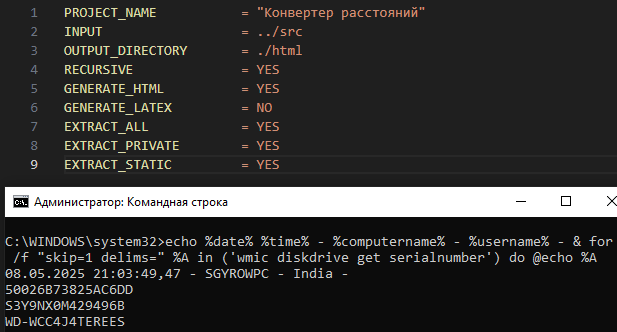 1 PROJECT_NAME = "Конвертер расстояний"
2 INPUT = ../src
3 OUTPUT_DIRECTORY = ./html
4 RECURSIVE = YES
5 GENERATE_HTML = YES
6 GENERATE_LATEX = NO
7 EXTRACT_ALL = YES
8 EXTRACT_PRIVATE = YES
9 EXTRACT_STATIC = YES
Администратор: Командная строка
C:\WINDOWS\system32>echo %date% %time% - %computername% - %username% - & for
/f "skip=1 delims=" %A in ('wmic diskdrive get serialnumber') do @echo %A
08.05.2025 21:03:49,47 - SGYROWPC - India -
50026B73825AC6DD
S3Y9NX0M429496B
WD-WCC4J4TEREES